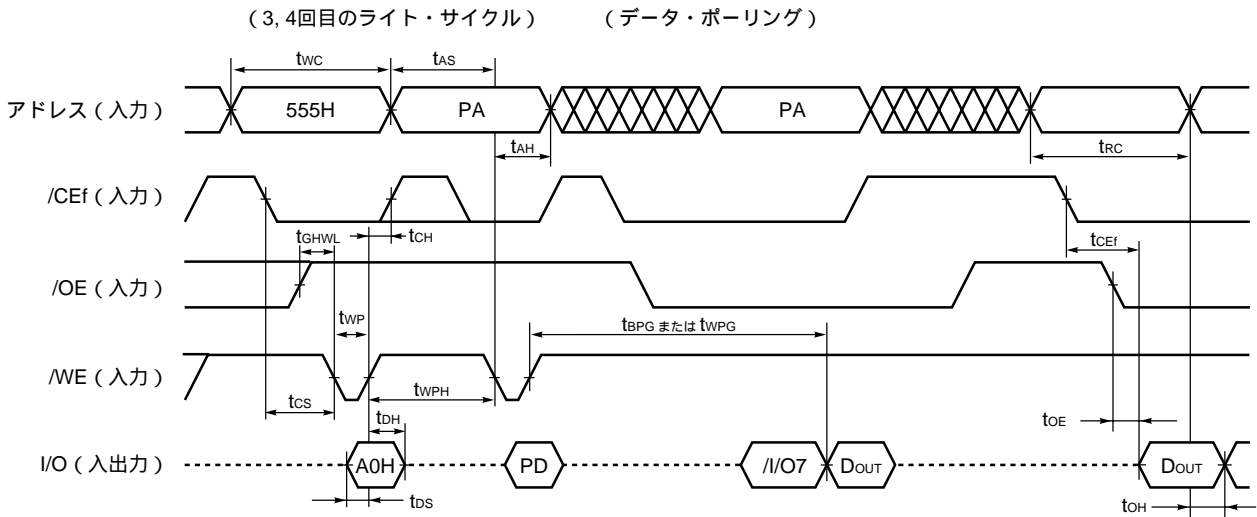 （3, 4回目のライト・サイクル） （データ・ポーリング）
tWC tAS
アドレス（入力） 555H PA PA
tAH tRC
/CEf（入力）
tGHWL tCH tCEf
/OE（入力）
tWP tBPG または tWPG
/WE（入力）
tCS tWPH tDH tOE
I/O（入出力） A0H PD /I/O7 DOUT DOUT
tDS tOH